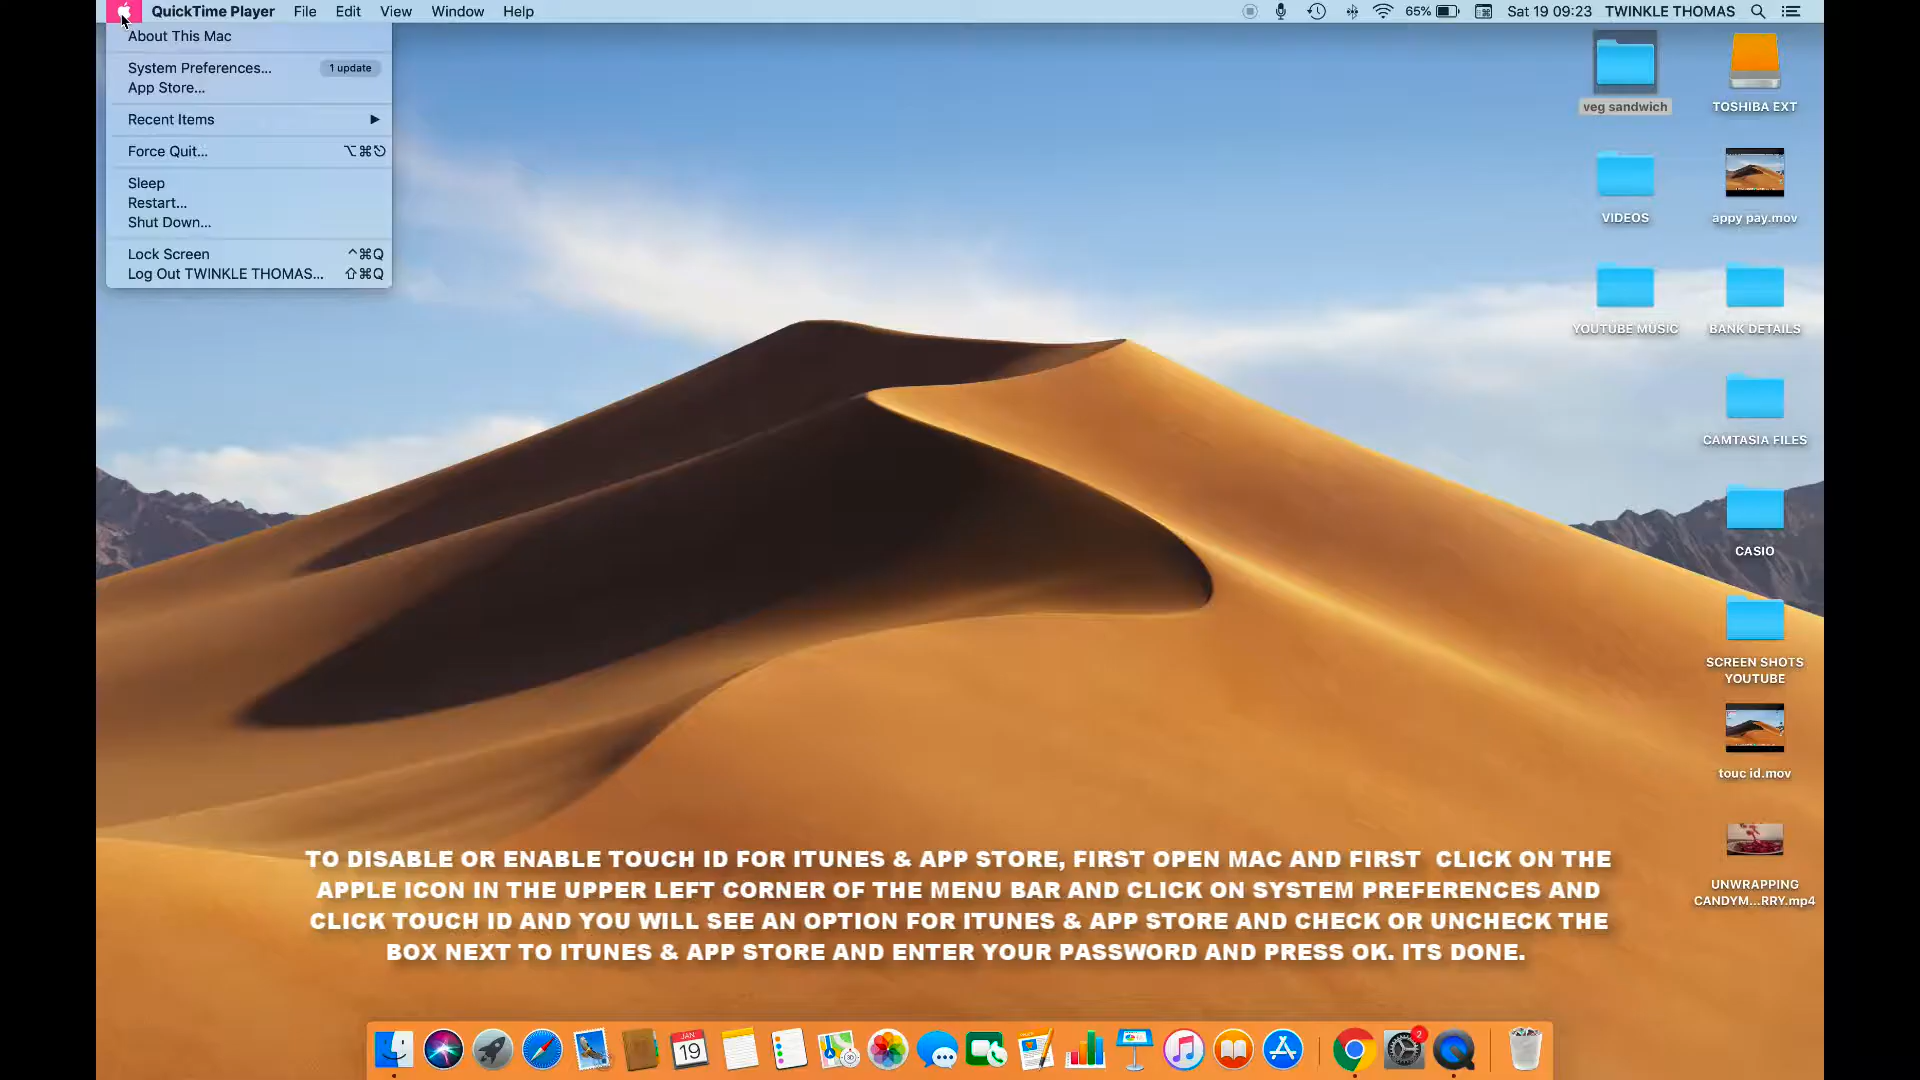 QuickTime Player File Edit View Window Help 65% Sat 19 09:23 TWINKLE THOMAS
About This Mac
System Preferences... 1 update
App Store...
Recent Items
Force Quit... ⌥⌘⎋
Sleep
Restart...
Shut Down...
Lock Screen ^⌘Q
Log Out TWINKLE THOMAS... ⇧⌘Q
veg sandwich
TOSHIBA EXT
VIDEOS
appy pay.mov
YOUTUBE MUSIC
BANK DETAILS
CAMTASIA FILES
CASIO
SCREEN SHOTS
YOUTUBE
touc id.mov
UNWRAPPING
CANDYM...RRY.mp4
TO DISABLE OR ENABLE TOUCH ID FOR ITUNES & APP STORE, FIRST OPEN MAC AND FIRST CLICK ON THE
APPLE ICON IN THE UPPER LEFT CORNER OF THE MENU BAR AND CLICK ON SYSTEM PREFERENCES AND
CLICK TOUCH ID AND YOU WILL SEE AN OPTION FOR ITUNES & APP STORE AND CHECK OR UNCHECK THE
BOX NEXT TO ITUNES & APP STORE AND ENTER YOUR PASSWORD AND PRESS OK. ITS DONE.
JAN
19
3D
2